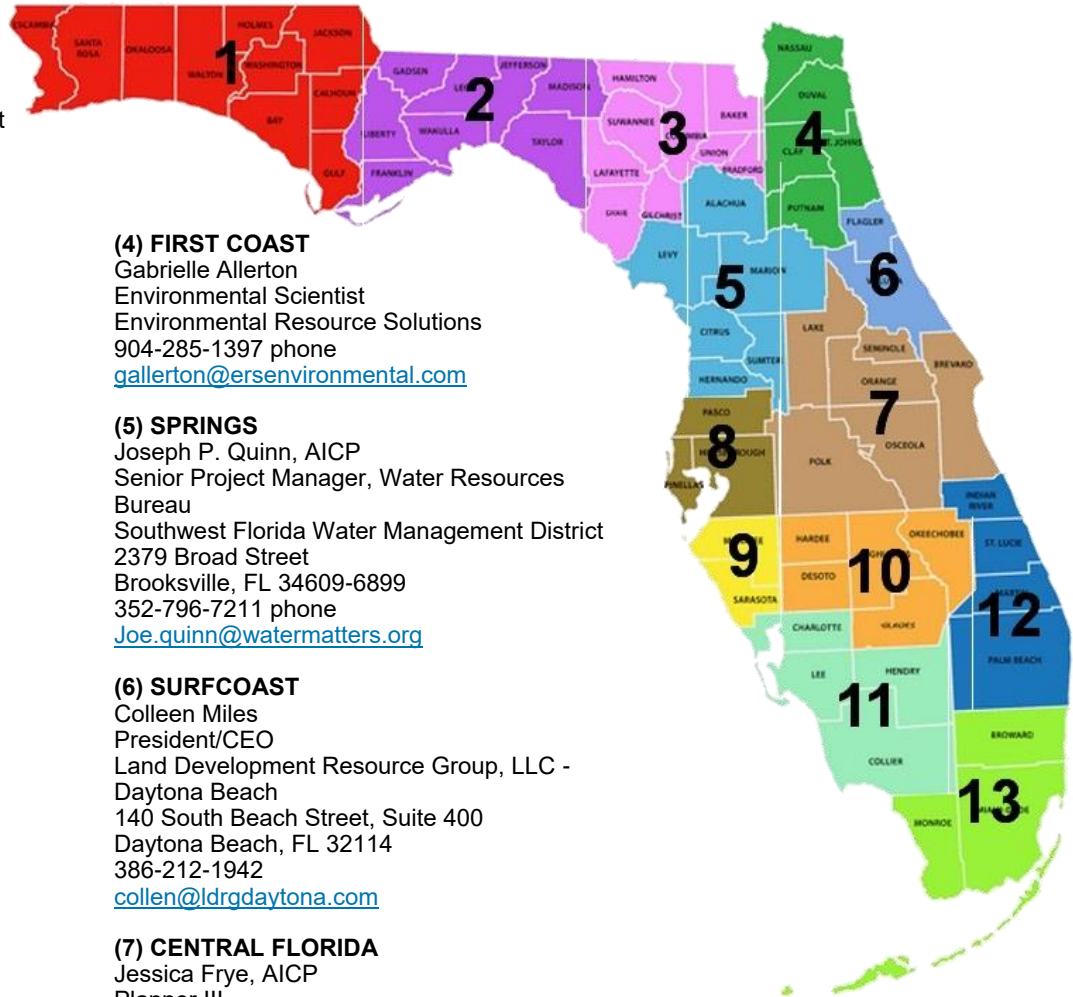 ESCAMBIA
SANTA
ROSA
OKALOOSA
WALTON
HOLMES
WASHINGTON
JACKSON
CALHOUN
BAY
GULF
1
GADSEN
JEFFERSON
MADISON
LIBERTY
WAKULLA
TAYLOR
FRANKLIN
2
HAMILTON
SUWANNEE
BAKER
UNION
BRADFORD
LAFAYETTE
DIXIE
GILCHRIST
3
NASSAU
DUVAL
CLAY
ST. JOHNS
PUTNAM
4
t
(4) FIRST COAST
Gabrielle Allerton
Environmental Scientist
Environmental Resource Solutions
904-285-1397 phone
gallerton@ersenvironmental.com
(5) SPRINGS
Joseph P. Quinn, AICP
Senior Project Manager, Water Resources
Bureau
Southwest Florida Water Management District
2379 Broad Street
Brooksville, FL 34609-6899
352-796-7211 phone
Joe.quinn@watermatters.org
(6) SURFCOAST
Colleen Miles
President/CEO
Land Development Resource Group, LLC -
Daytona Beach
140 South Beach Street, Suite 400
Daytona Beach, FL 32114
386-212-1942
collen@ldrgdaytona.com
(7) CENTRAL FLORIDA
Jessica Frye, AICP
Planner III
ALACHUA
LEVY
MARION
CITRUS
SUMTER
HERNANDO
5
FLAGLER
6
LAKE
SEMINOLE
ORANGE
BREVARD
OSCEOLA
POLK
7
PASCO
PINELLAS
8
SARASOTA
9
HARDEE
OKEECHOBEE
DESOTO
GLADES
10
CHARLOTTE
LEE
HENDRY
COLLIER
11
INDIAN
RIVER
ST. LUCIE
PALM BEACH
12
BROWARD
MONROE
13